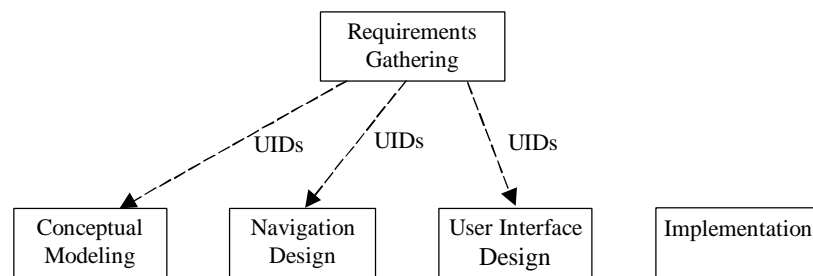 Requirements
Gathering
UIDs
UIDs
UIDs
Conceptual
Modeling
Navigation
Design
User Interface
Design
Implementation